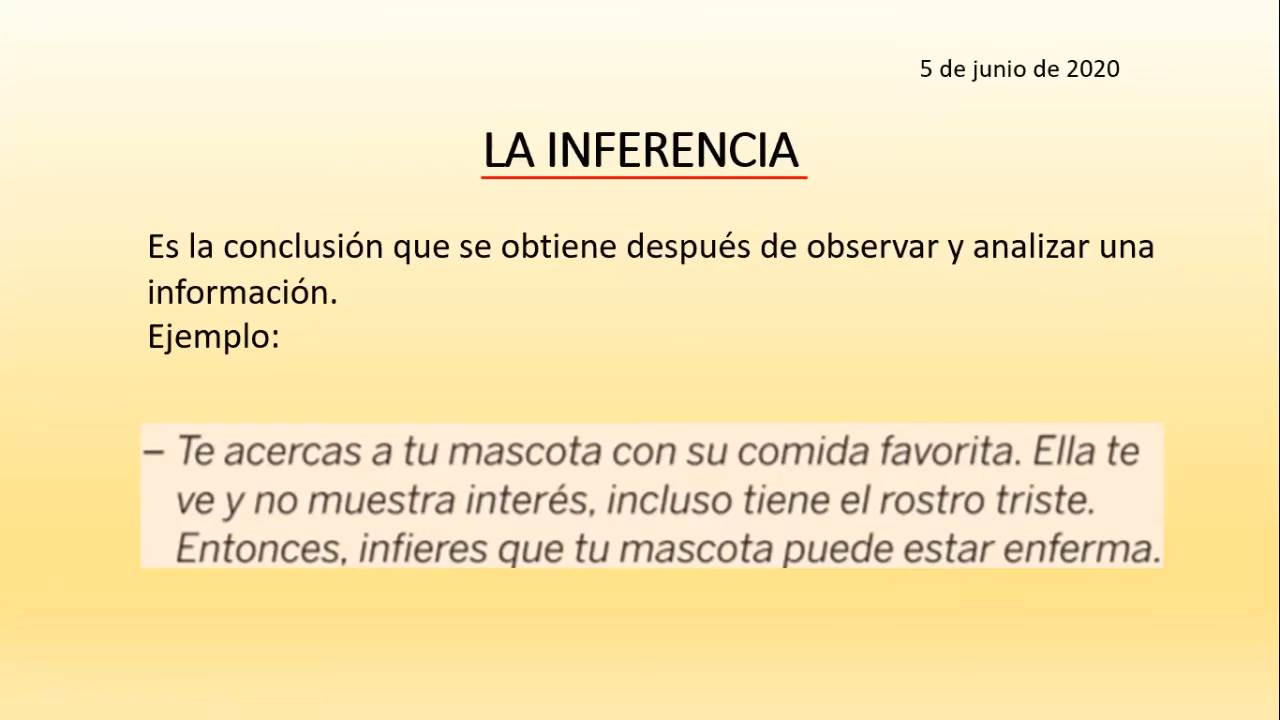 5 de junio de 2020
LA INFERENCIA
Es la conclusión que se obtiene después de observar y analizar una
información.
Ejemplo:
– Te acercas a tu mascota con su comida favorita. Ella te
ve y no muestra interés, incluso tiene el rostro triste.
Entonces, infieres que tu mascota puede estar enferma.